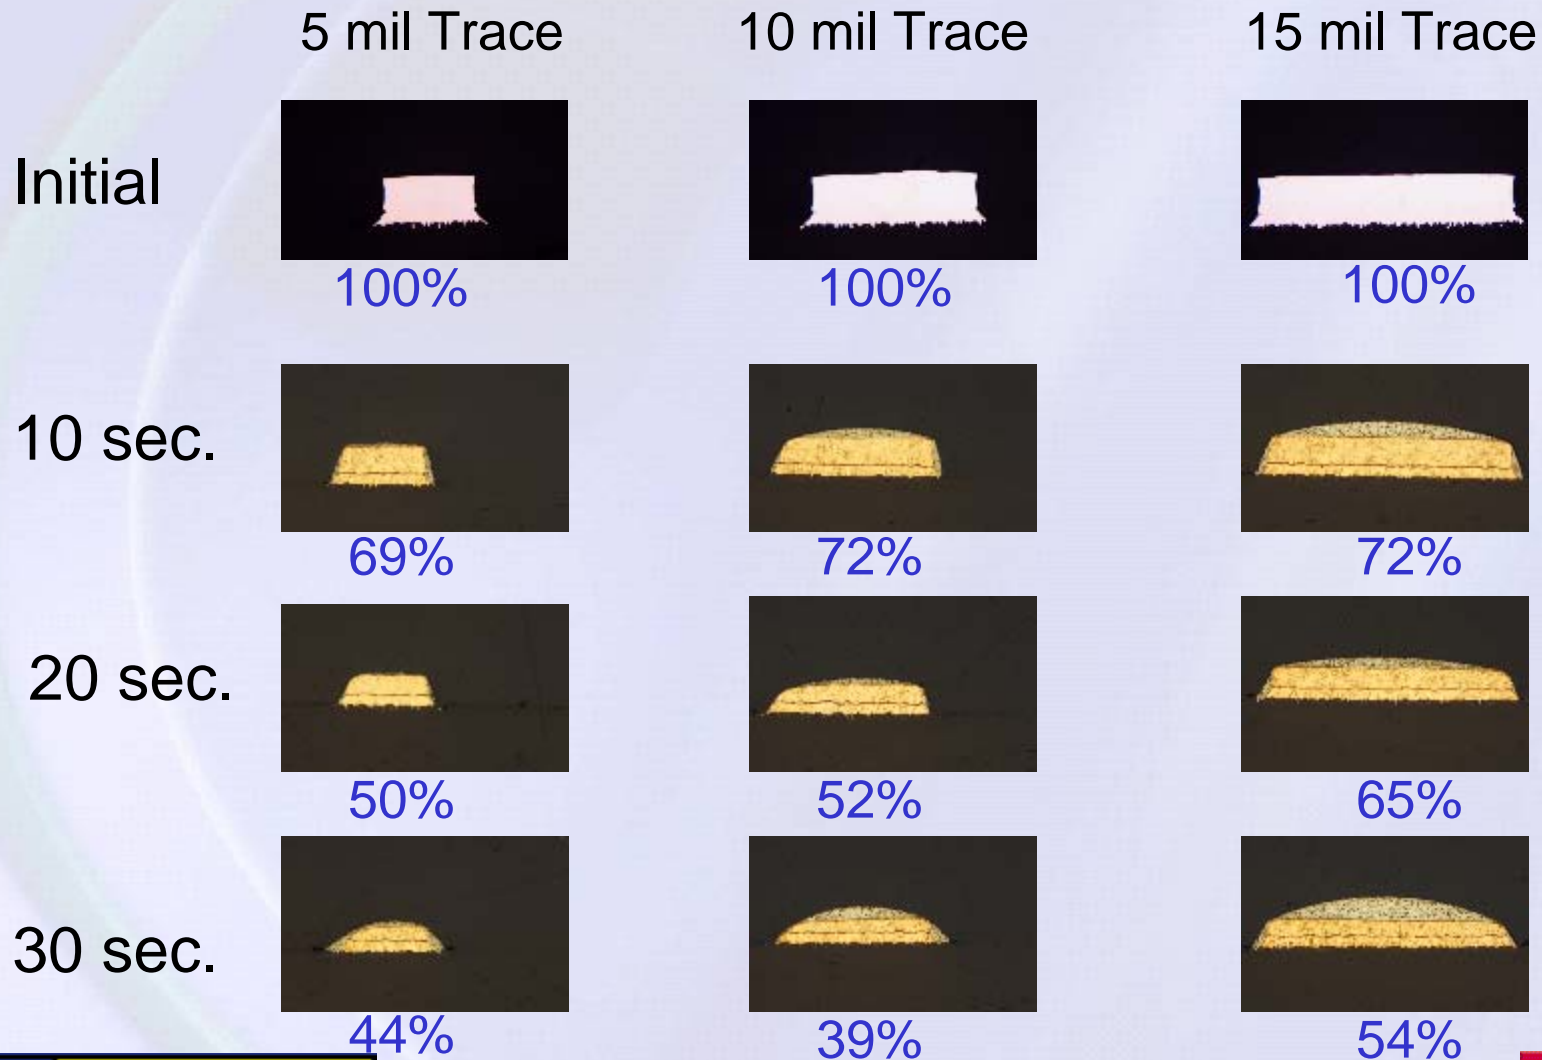 5 mil Trace 10 mil Trace 15 mil Trace
Initial
100% 100% 100%
10 sec.
69% 72% 72%
20 sec.
50% 52% 65%
30 sec.
44% 39% 54%